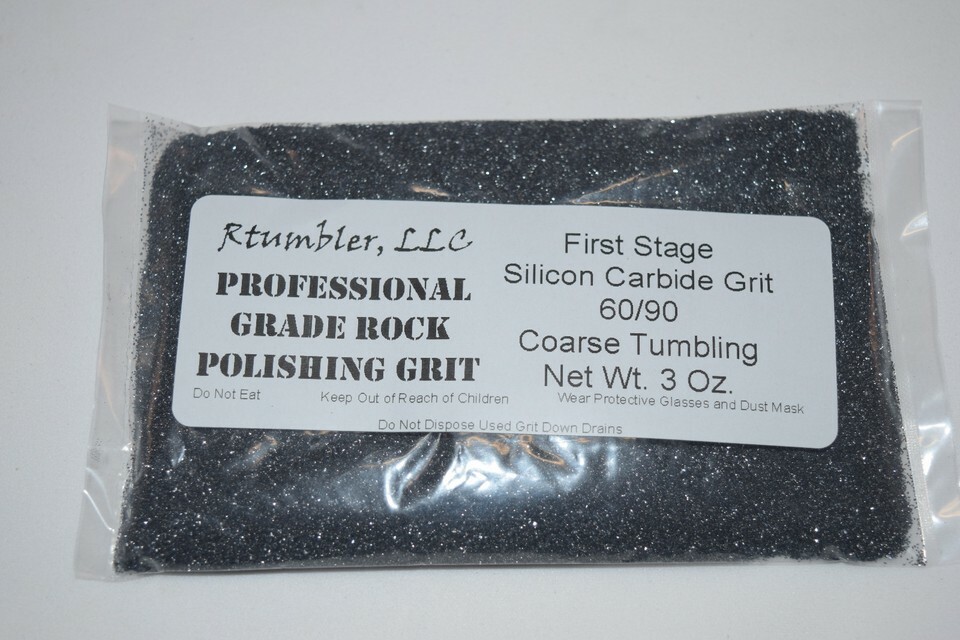 Rtumbler, LLC
PROFESSIONAL
GRADE ROCK
POLISHING GRIT
First Stage
Silicon Carbide Grit
60/90
Coarse Tumbling
Net Wt. 3 Oz.
Do Not Eat
Keep Out of Reach of Children
Wear Protective Glasses and Dust Mask
Do Not Dispose Used Grit Down Drains